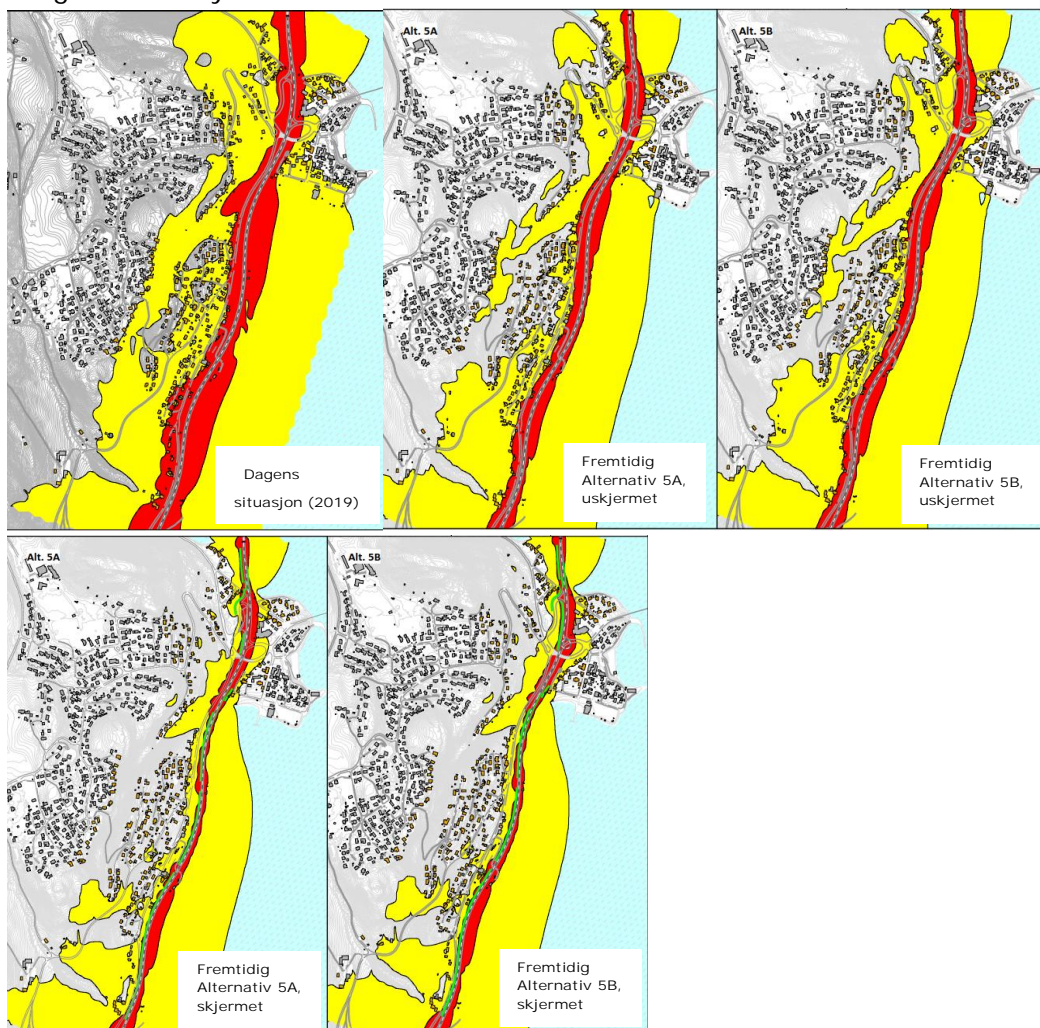 Dagens
situasjon (2019)
Alt. 5A
Fremtidig
Alternativ 5A,
uskjermet
Alt. 5B
Fremtidig
Alternativ 5B,
uskjermet
Alt. 5A
Fremtidig
Alternativ 5A,
skjermet
Alt. 5B
Fremtidig
Alternativ 5B,
skjermet